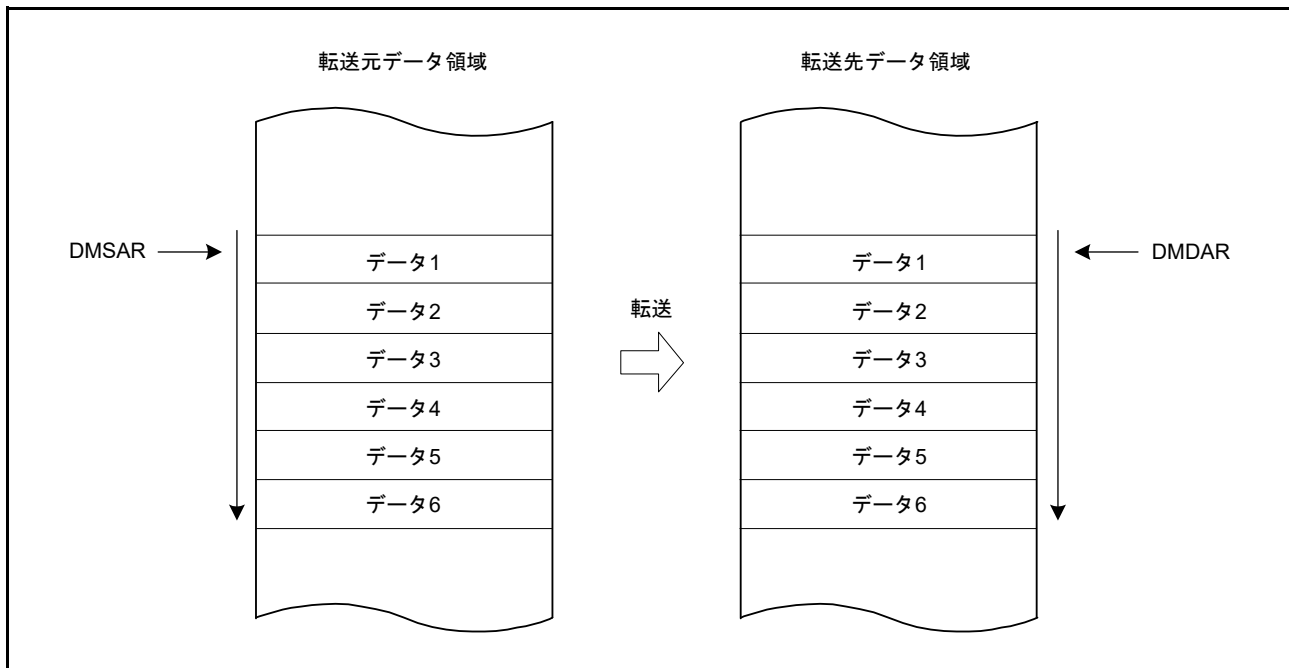 転送元データ領域
転送先データ領域
DMSAR
DMDAR
データ1
データ2
データ3
データ4
データ5
データ6
転送
データ1
データ2
データ3
データ4
データ5
データ6